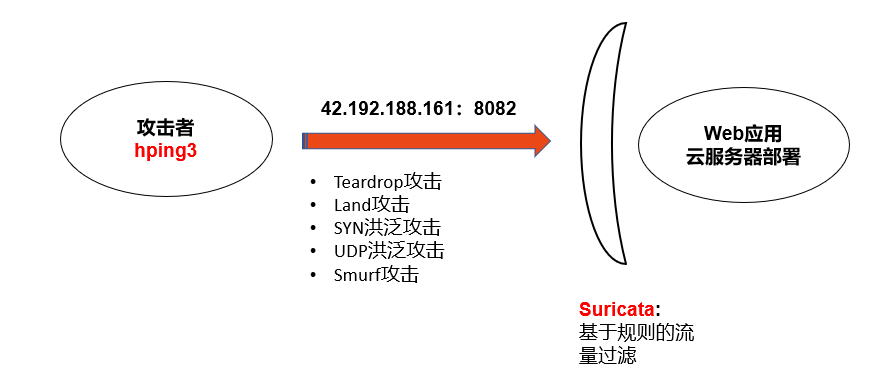 攻击者
hping3
42.192.188.161：8082
• Teardrop攻击
• Land攻击
• SYN洪泛攻击
• UDP洪泛攻击
• Smurf攻击
Web应用
云服务器部署
Suricata:
基于规则的流
量过滤